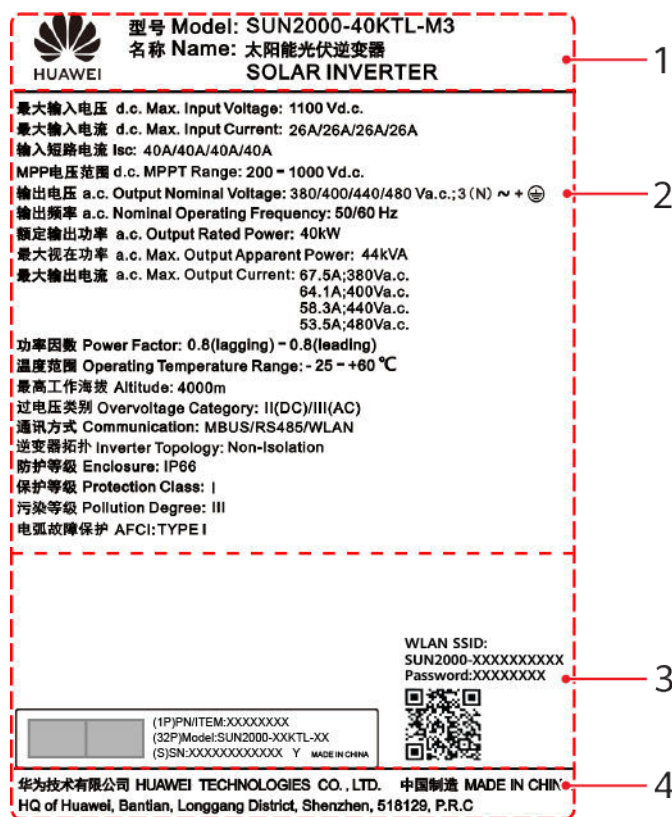 HUAWEI
型号 Model: SUN2000-40KTL-M3
名称 Name: 太阳能光伏逆变器
SOLAR INVERTER
1
最大输入电压 d.c. Max. Input Voltage: 1100 Vd.c.
最大输入电流 d.c. Max. Input Current: 26A/26A/26A/26A
输入短路电流 Isc: 40A/40A/40A/40A
MPP电压范围 d.c. MPPT Range: 200 - 1000 Vd.c.
输出电压 a.c. Output Nominal Voltage: 380/400/440/480 Va.c.;3(N) ~ +
2
输出频率 a.c. Nominal Operating Frequency: 50/60 Hz
额定输出功率 a.c. Output Rated Power: 40kW
最大视在功率 a.c. Max. Output Apparent Power: 44kVA
最大输出电流 a.c. Max. Output Current: 67.5A;380Va.c.
64.1A;400Va.c.
58.3A;440Va.c.
53.5A;480Va.c.
功率因数 Power Factor: 0.8(lagging) - 0.8(leading)
温度范围 Operating Temperature Range: - 25 - +60 ℃
最高工作海拔 Altitude: 4000m
过电压类别 Overvoltage Category: II(DC)/III(AC)
通讯方式 Communication: MBUS/RS485/WLAN
逆变器拓扑 Inverter Topology: Non-Isolation
防护等级 Enclosure: IP66
保护等级 Protection Class: I
污染等级 Pollution Degree: III
电弧故障保护 AFCI:TYPE I
WLAN SSID:
SUN2000-XXXXXXXXXX
Password:XXXXXXXX
3
(1P)PN/ITEM:XXXXXXXX
(32P)Model:SUN2000-XXKTL-XX
(S)SN:XXXXXXXXXXXX Y MADE IN CHINA
华为技术有限公司 HUAWEI TECHNOLOGIES CO., LTD. 中国制造 MADE IN CHIN
4
HQ of Huawei, Bantian, Longgang District, Shenzhen, 518129, P.R.C